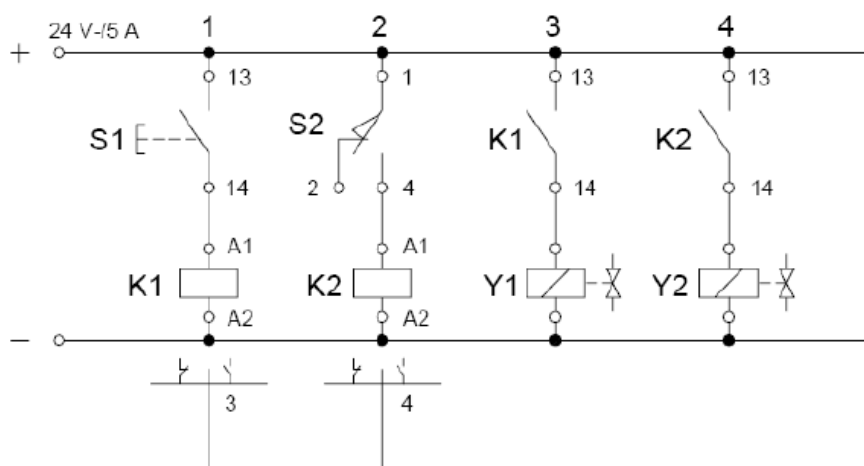 24 V-/5 A 1 2 3 4
+
13 1 13 13
S1 S2 K1 K2
14 2 4 14 14
A1 A1
K1 K2 Y1 Y2
A2 A2
−
3 4